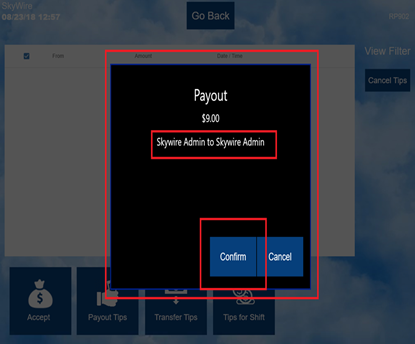 SkyWire
08/23/18 12:57
Go Back
View Filter
From Amount Date / Time
Cancel Tips
Payout
$9.00
Skywire Admin to Skywire Admin
Confirm Cancel
Accept Payout Tips Transfer Tips Tips for Shift